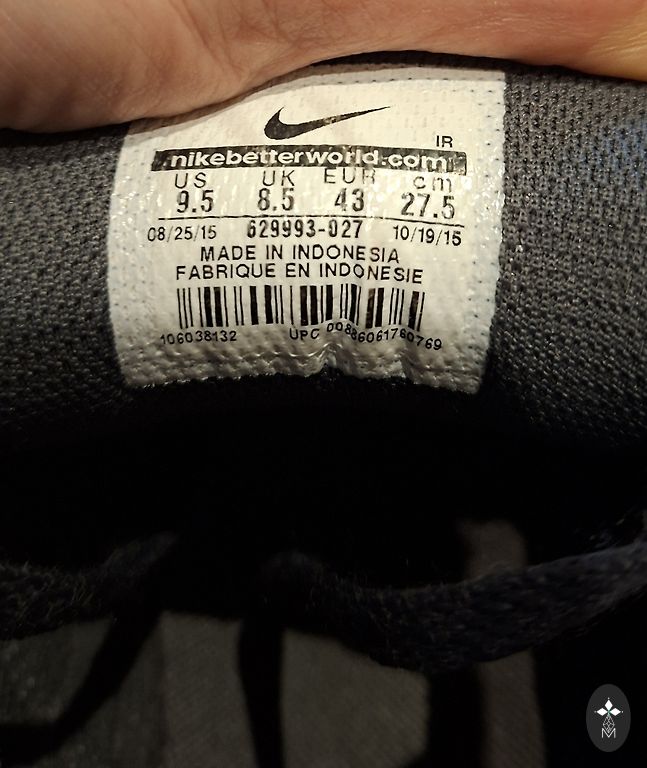 IR
nikebetterworld.com
US UK EUR cm
9.5 8.5 43 27.5
08/25/15 629993-027 10/19/15
MADE IN INDONESIA
FABRIQUE EN INDONESIE
106038132 UPC 00886061760769
M